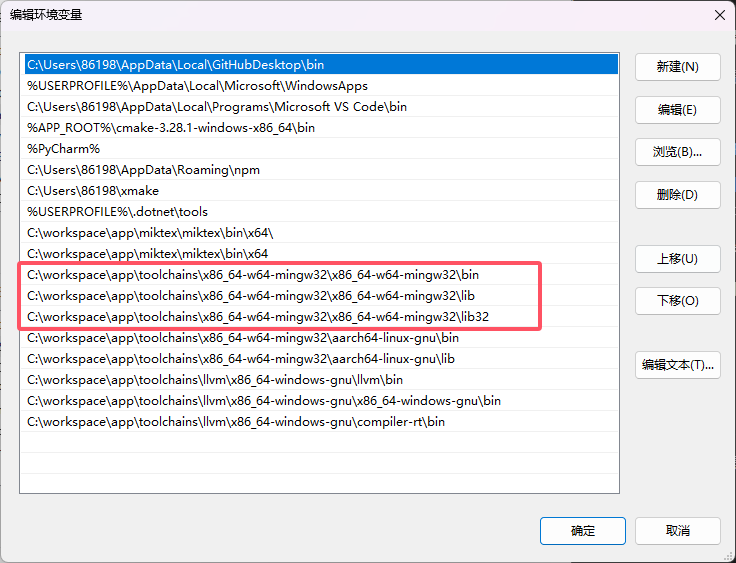 编辑环境变量
C:\Users\86198\AppData\Local\GitHubDesktop\bin
%USERPROFILE%\AppData\Local\Microsoft\WindowsApps
C:\Users\86198\AppData\Local\Programs\Microsoft VS Code\bin
%APP_ROOT%\cmake-3.28.1-windows-x86_64\bin
%PyCharm%
C:\Users\86198\AppData\Roaming\npm
C:\Users\86198\xmake
%USERPROFILE%\.dotnet\tools
C:\workspace\app\miktex\miktex\bin\x64\
C:\workspace\app\miktex\miktex\bin\x64
C:\workspace\app\toolchains\x86_64-w64-mingw32\x86_64-w64-mingw32\bin
C:\workspace\app\toolchains\x86_64-w64-mingw32\x86_64-w64-mingw32\lib
C:\workspace\app\toolchains\x86_64-w64-mingw32\x86_64-w64-mingw32\lib32
C:\workspace\app\toolchains\x86_64-w64-mingw32\aarch64-linux-gnu\bin
C:\workspace\app\toolchains\x86_64-w64-mingw32\aarch64-linux-gnu\lib
C:\workspace\app\toolchains\llvm\x86_64-windows-gnu\llvm\bin
C:\workspace\app\toolchains\llvm\x86_64-windows-gnu\x86_64-windows-gnu\bin
C:\workspace\app\toolchains\llvm\x86_64-windows-gnu\compiler-rt\bin
新建(N)
编辑(E)
浏览(B)...
删除(D)
上移(U)
下移(O)
编辑文本(T)...
确定
取消